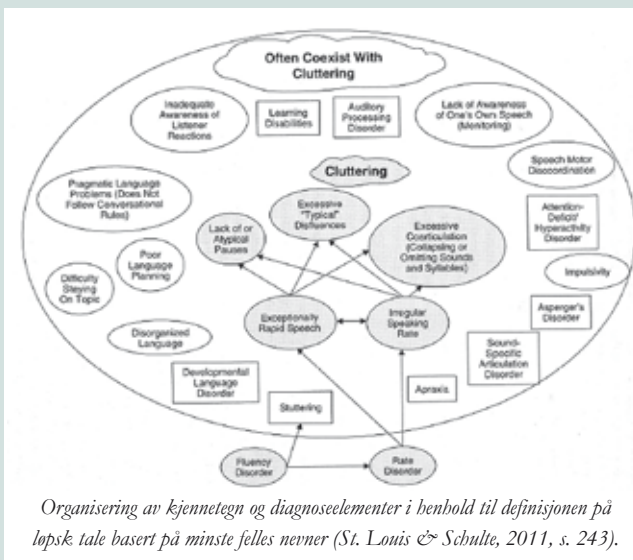 Often Coexist With
Cluttering
Inadequate
Awareness of
Listener
Reactions
Learning
Disabilities
Auditory
Processing
Disorder
Lack of Awareness
of One's Own Speech
(Monitoring)
Cluttering
Speech Motor
Discoordination
Pragmatic Language
Problems (Does Not
Follow Conversational
Rules)
Excessive
"Typical"
Disfluencies
Attention-
Deficit/
Hyperactivity
Disorder
Lack of or
Atypical
Pauses
Excessive
Coarticulation
(Collapsing or
Omitting Sounds
and Syllables)
Poor
Language
Planning
Impulsivity
Difficulty
Staying
On Topic
Exceptionally
Rapid Speech
Irregular
Speaking
Rate
Asperger's
Disorder
Disorganized
Language
Sound-
Specific
Articulation
Disorder
Developmental
Language
Disorder
Stuttering
Apraxia
Fluency
Disorder
Rate
Disorder
Organisering av kjennetegn og diagnoseelementer i henhold til definisjonen på
løpsk tale basert på minste felles nevner (St. Louis & Schulte, 2011, s. 243).